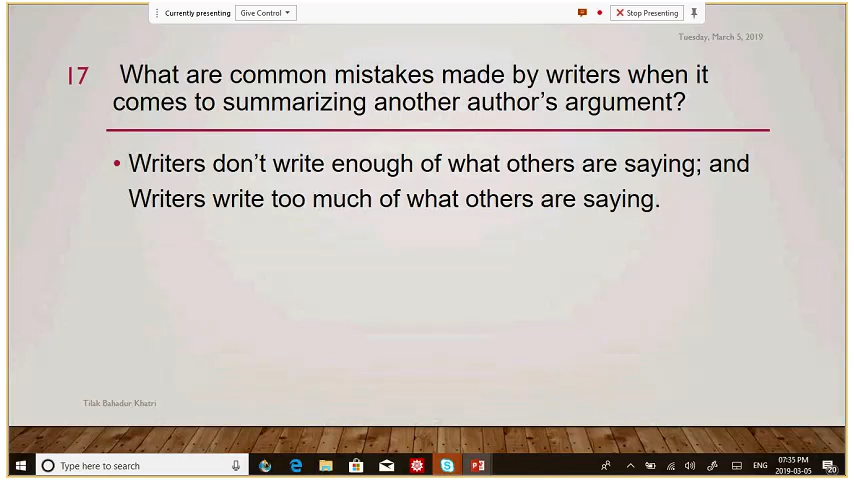 Currently presenting
Give Control
Stop Presenting
Tuesday, March 5, 2019
17
What are common mistakes made by writers when it
comes to summarizing another author's argument?
• Writers don't write enough of what others are saying; and
Writers write too much of what others are saying.
Tilak Bahadur Khatri
Type here to search
ENG
07:35 PM
2019-03-05
20